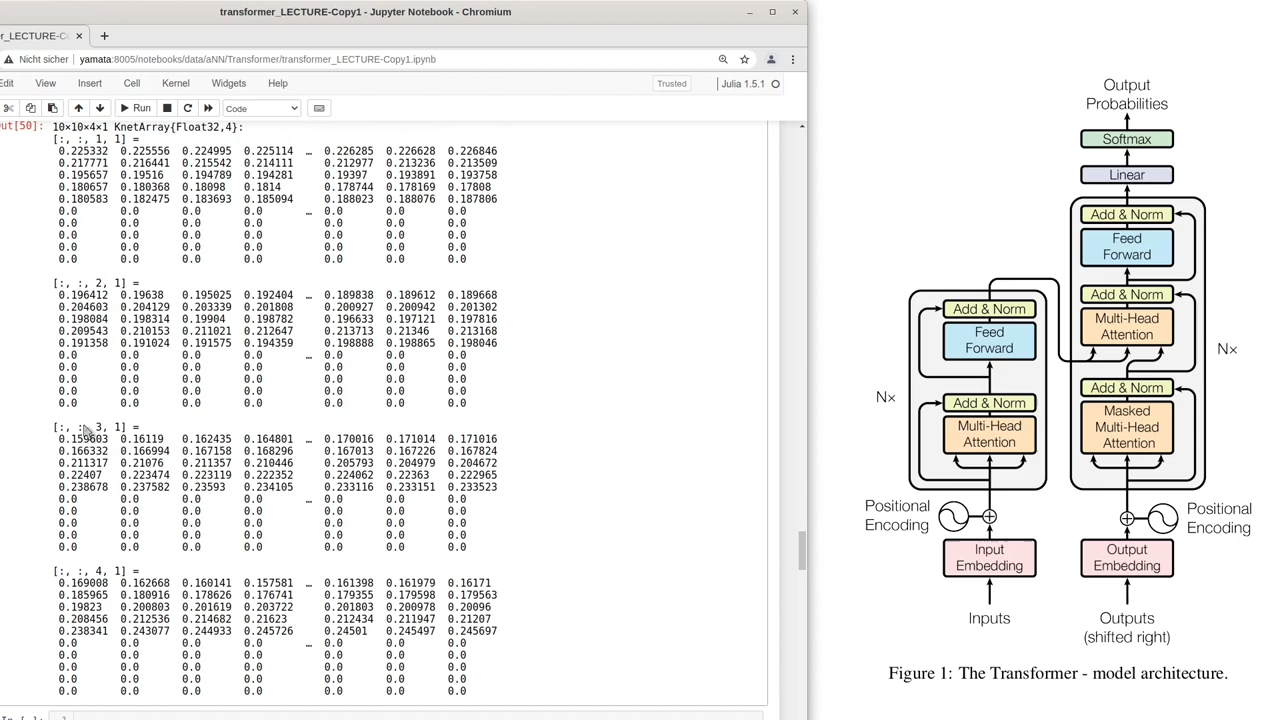 transformer_LECTURE-Copy1 - Jupyter Notebook - Chromium
er_LECTURE-Co
Nicht sicher yamata:8005/notebooks/data/aNN/Transformer/transformer_LECTURE-Copy1.ipynb
Edit View Insert Cell Kernel Widgets Help Trusted Julia 1.5.1
Run Code
Out[50]: 10×10×4×1 KnetArray{Float32,4}:
[:, :, 1, 1] =
0.225332 0.225556 0.224995 0.225114 … 0.226285 0.226628 0.226846
0.217771 0.216441 0.215542 0.214111 0.212977 0.213236 0.213509
0.195657 0.19516 0.194789 0.194281 0.19397 0.193891 0.193758
0.180657 0.180368 0.18098 0.1814 0.178744 0.178169 0.17808
0.180583 0.182475 0.183693 0.185094 0.188023 0.188076 0.187806
0.0 0.0 0.0 0.0 … 0.0 0.0 0.0
0.0 0.0 0.0 0.0 0.0 0.0 0.0
0.0 0.0 0.0 0.0 0.0 0.0 0.0
0.0 0.0 0.0 0.0 0.0 0.0 0.0
0.0 0.0 0.0 0.0 0.0 0.0 0.0
[:, :, 2, 1] =
0.196412 0.19638 0.195025 0.192404 … 0.189838 0.189612 0.189668
0.204603 0.204129 0.203339 0.201808 0.200927 0.200942 0.201302
0.198084 0.198314 0.19904 0.198782 0.196633 0.197121 0.197816
0.209543 0.210153 0.211021 0.212647 0.213713 0.21346 0.213168
0.191358 0.191024 0.191575 0.194359 0.198888 0.198865 0.198046
0.0 0.0 0.0 0.0 … 0.0 0.0 0.0
0.0 0.0 0.0 0.0 0.0 0.0 0.0
0.0 0.0 0.0 0.0 0.0 0.0 0.0
0.0 0.0 0.0 0.0 0.0 0.0 0.0
0.0 0.0 0.0 0.0 0.0 0.0 0.0
[:, :, 3, 1] =
0.159603 0.16119 0.162435 0.164801 … 0.170016 0.171014 0.171016
0.166332 0.166994 0.167158 0.168296 0.167013 0.167226 0.167824
0.211317 0.21076 0.211357 0.210446 0.205793 0.204979 0.204672
0.22407 0.223474 0.223119 0.222352 0.224062 0.22363 0.222965
0.238678 0.237582 0.23593 0.234105 0.233116 0.233151 0.233523
0.0 0.0 0.0 0.0 … 0.0 0.0 0.0
0.0 0.0 0.0 0.0 0.0 0.0 0.0
0.0 0.0 0.0 0.0 0.0 0.0 0.0
0.0 0.0 0.0 0.0 0.0 0.0 0.0
0.0 0.0 0.0 0.0 0.0 0.0 0.0
[:, :, 4, 1] =
0.169008 0.162668 0.160141 0.157581 … 0.161398 0.161979 0.16171
0.185965 0.180916 0.178626 0.176741 0.179355 0.179598 0.179563
0.19823 0.200803 0.201619 0.203722 0.201803 0.200978 0.20096
0.208456 0.212536 0.214682 0.21623 0.212434 0.211947 0.21207
0.238341 0.243077 0.244933 0.245726 0.24501 0.245497 0.245697
0.0 0.0 0.0 0.0 … 0.0 0.0 0.0
0.0 0.0 0.0 0.0 0.0 0.0 0.0
0.0 0.0 0.0 0.0 0.0 0.0 0.0
0.0 0.0 0.0 0.0 0.0 0.0 0.0
0.0 0.0 0.0 0.0 0.0 0.0 0.0
Output
Probabilities
Softmax
Linear
Add & Norm
Feed
Forward
Add & Norm
Multi-Head
Attention
Add & Norm
Masked
Multi-Head
Attention
N×
Add & Norm
Feed
Forward
Add & Norm
Multi-Head
Attention
N×
Positional
Encoding
Positional
Encoding
Input
Embedding
Output
Embedding
Inputs
Outputs
(shifted right)
Figure 1: The Transformer - model architecture.